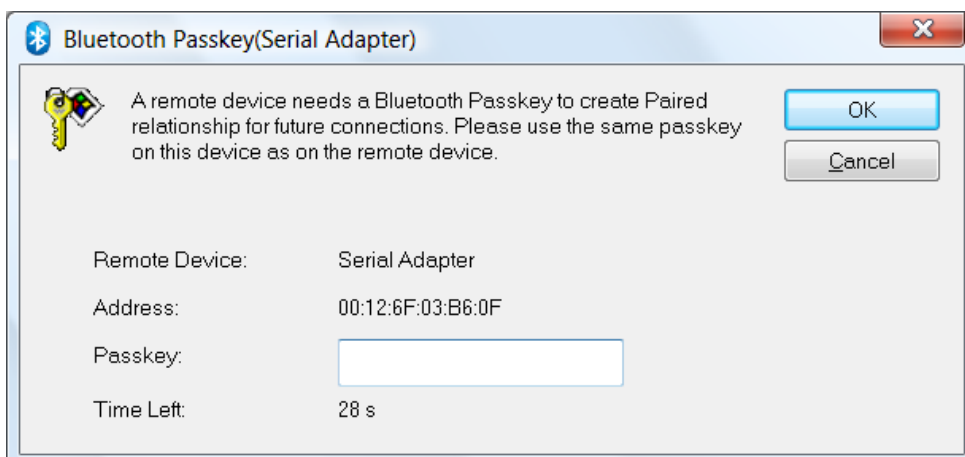 Bluetooth Passkey(Serial Adapter)
A remote device needs a Bluetooth Passkey to create Paired
relationship for future connections. Please use the same passkey
on this device as on the remote device.
OK
Cancel
Remote Device: Serial Adapter
Address: 00:12:6F:03:B6:0F
Passkey:
Time Left: 28 s